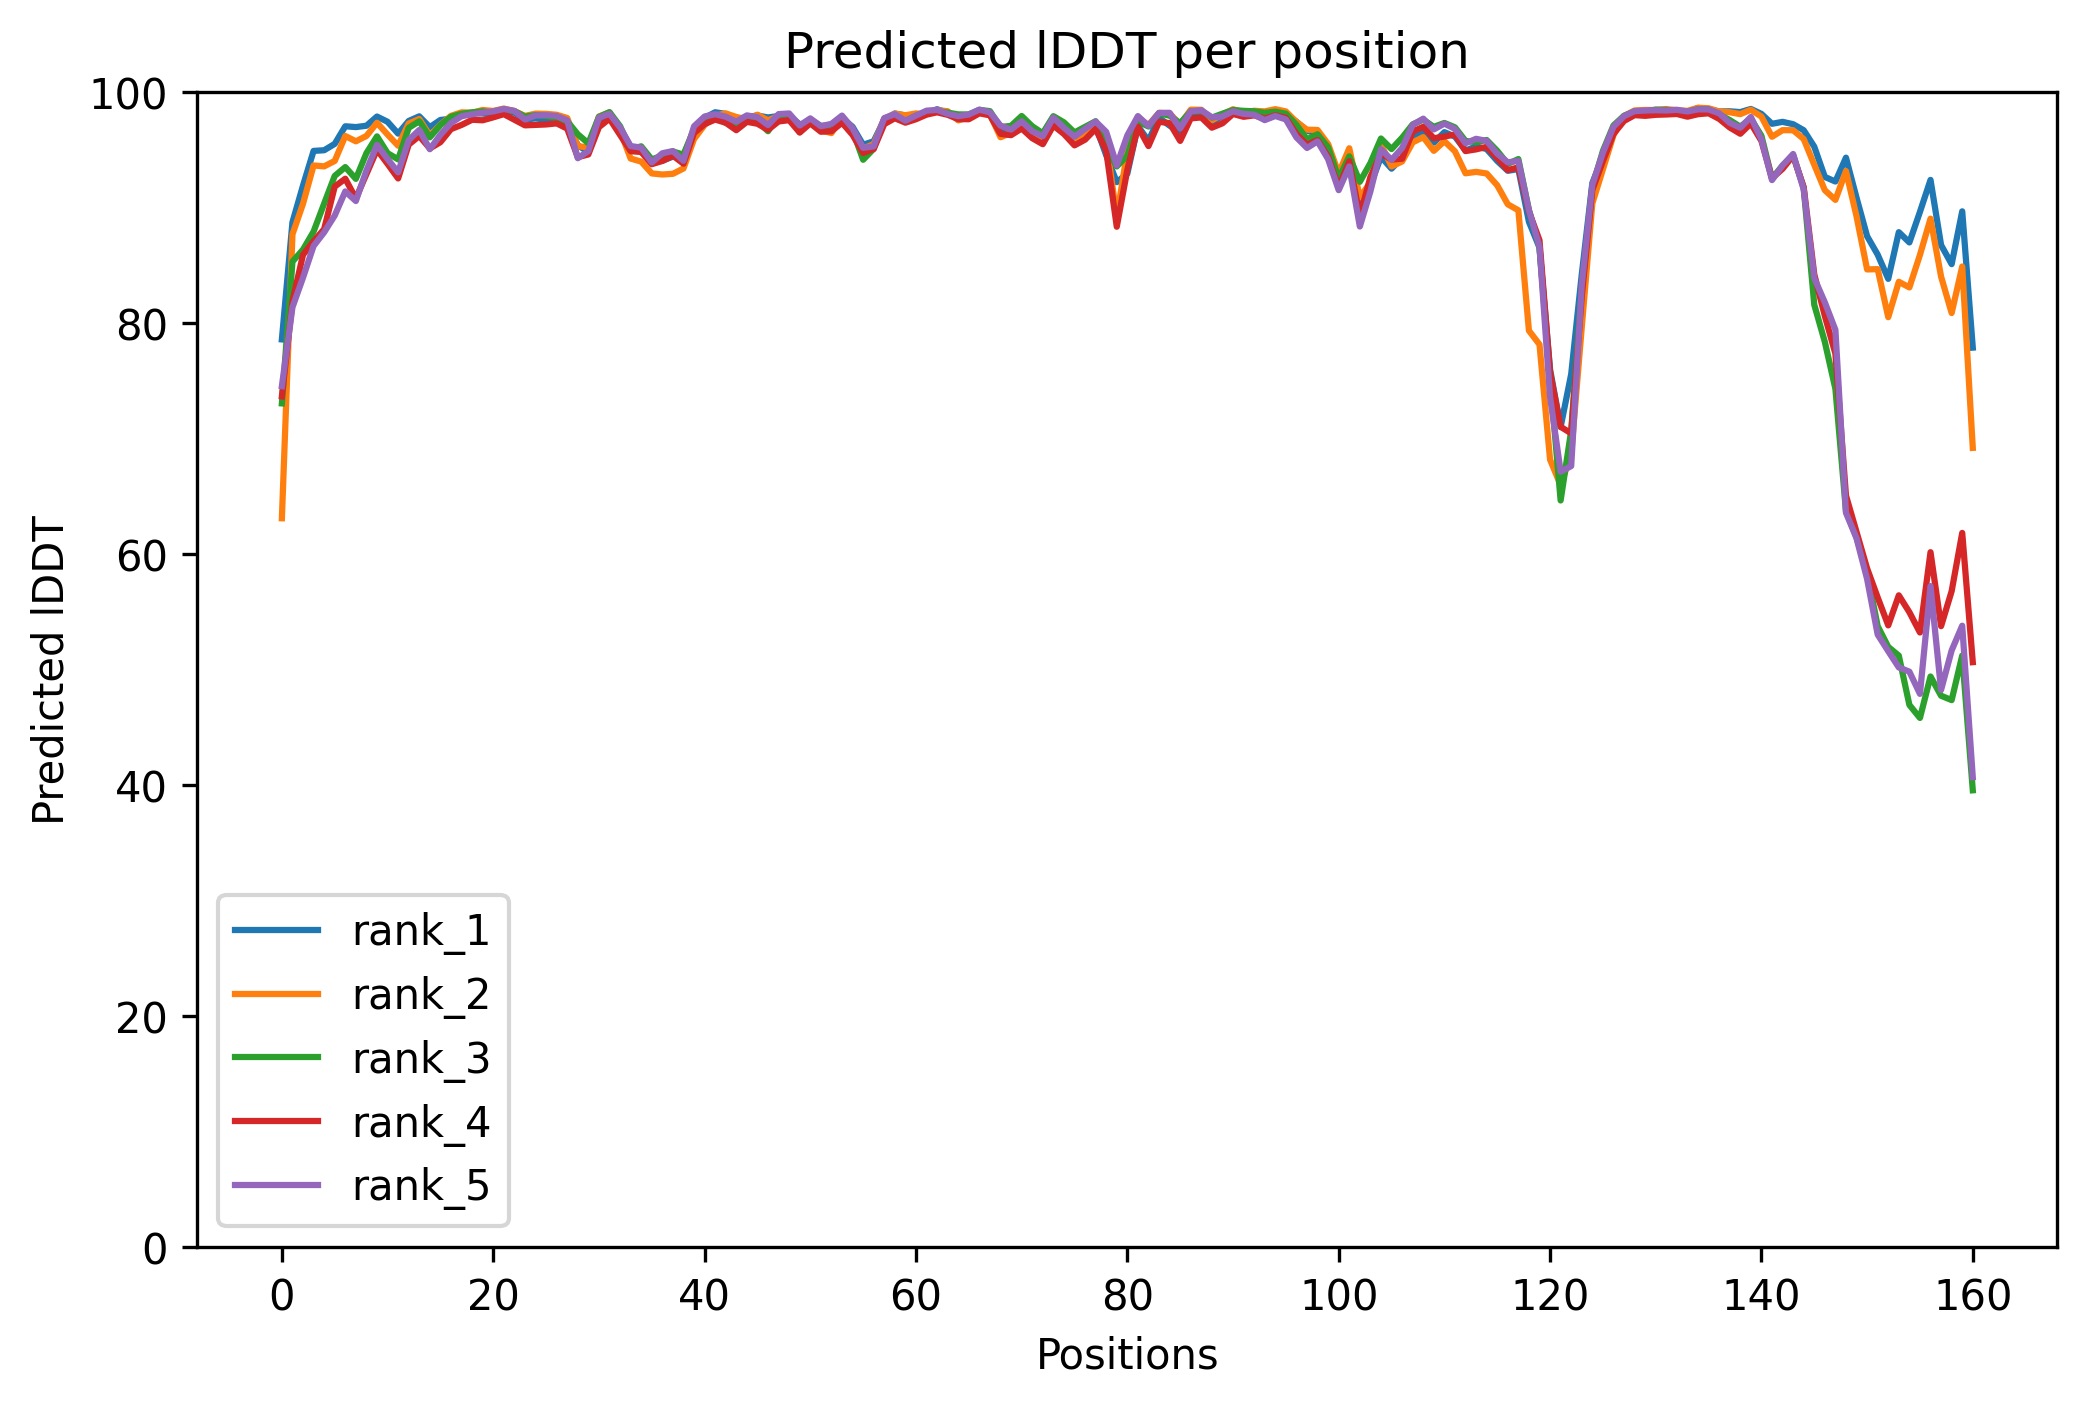 Predicted lDDT per position
100
80
60
40
20
0
Predicted lDDT
rank_1
rank_2
rank_3
rank_4
rank_5
0 20 40 60 80 100 120 140 160
Positions